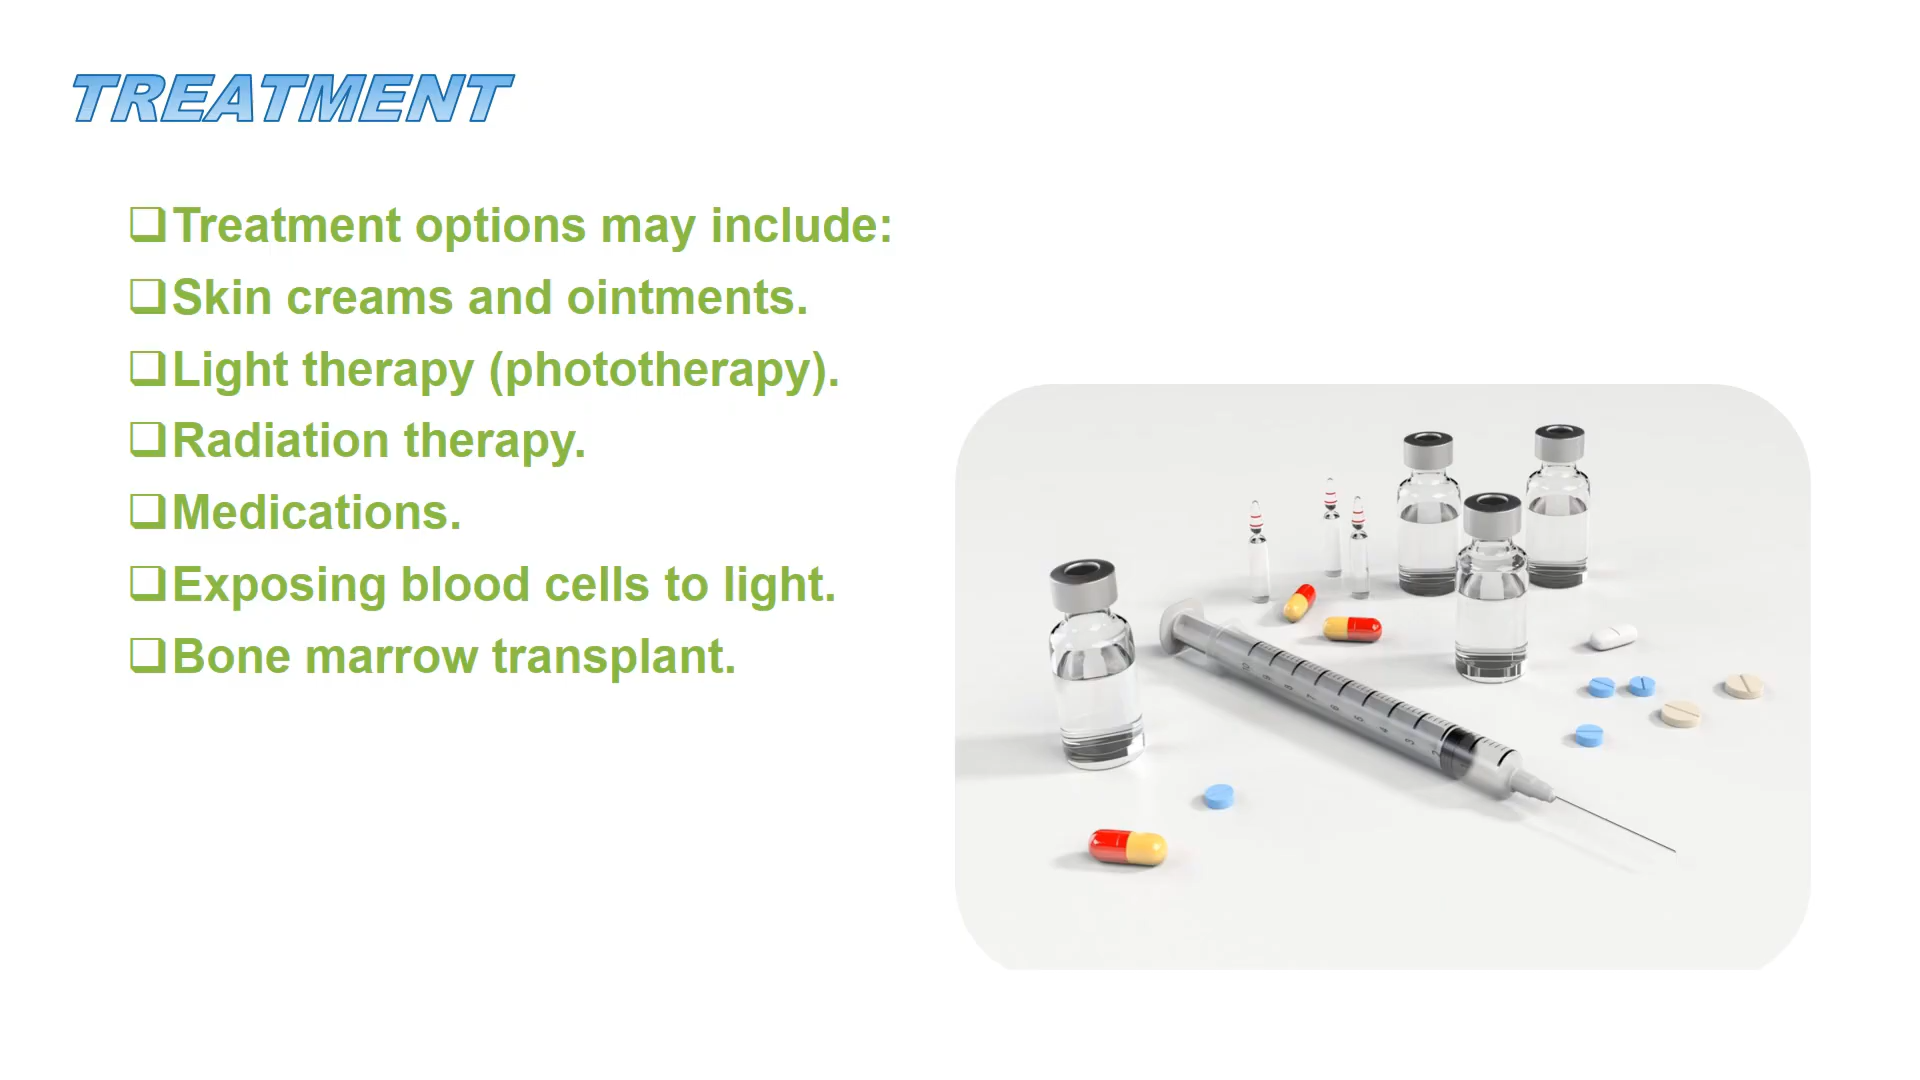 TREATMENT
❑Treatment options may include:
❑Skin creams and ointments.
❑Light therapy (phototherapy).
❑Radiation therapy.
❑Medications.
❑Exposing blood cells to light.
❑Bone marrow transplant.